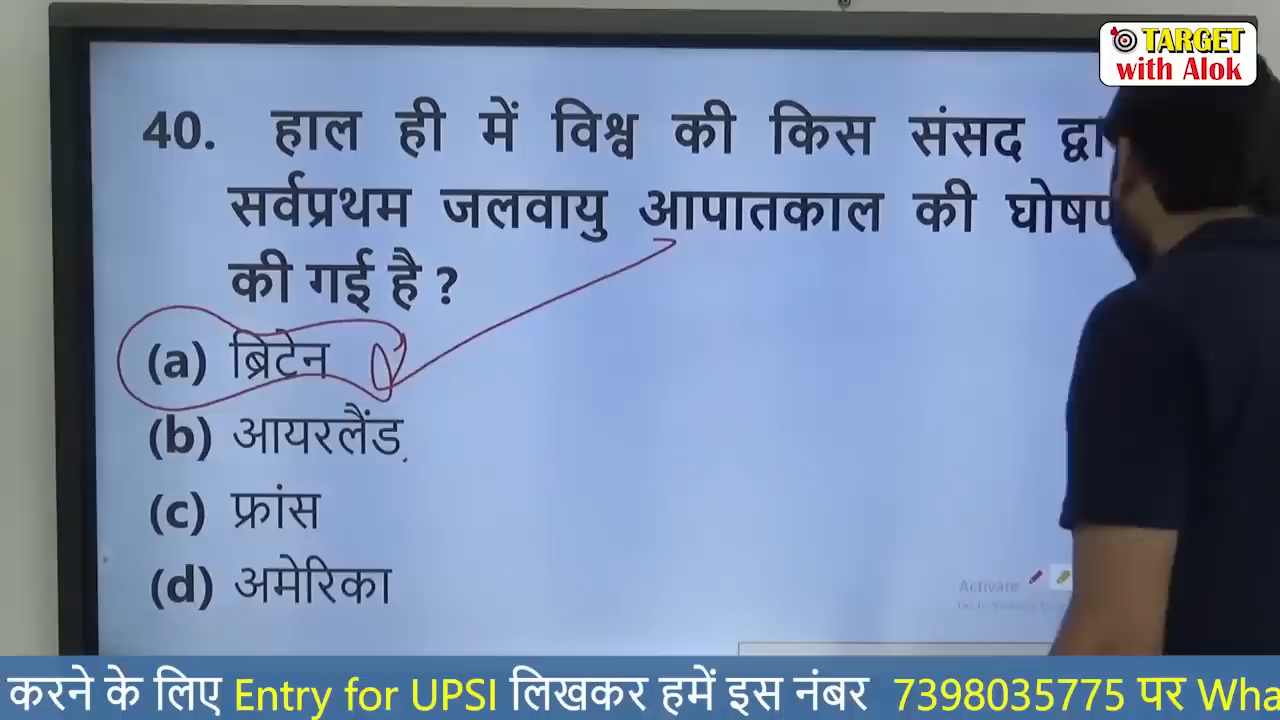 TARGET
with Alok
40. हाल ही में विश्व की किस संसद
सर्वप्रथम जलवायु आपातकाल की
की गई है ?
(a) ब्रिटेन
(b) आयरलैंड
(c) फ्रांस
(d) अमेरिका
Activate
करने के लिए Entry for UPSI लिखकर हमें इस नंबर 7398035775 पर